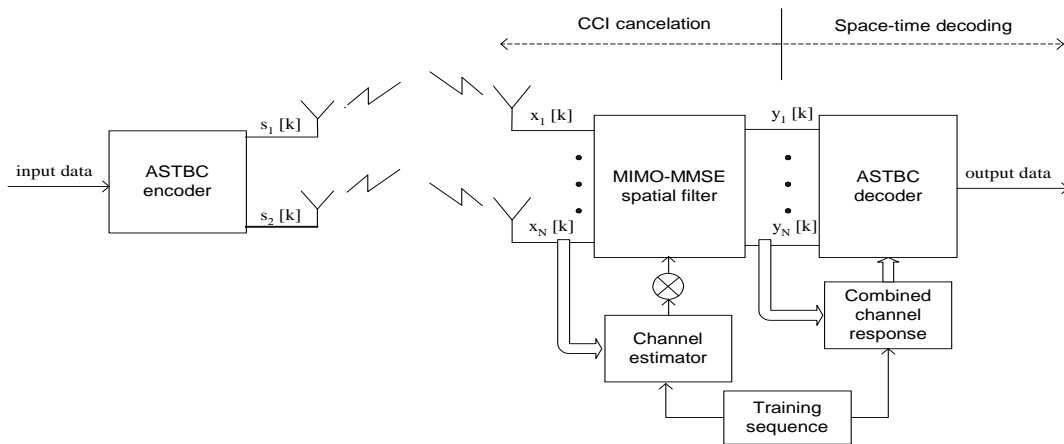 CCI cancelation
Space-time decoding
s1 [k]
x1 [k]
y1 [k]
input data
ASTBC
encoder
MIMO-MMSE
spatial filter
ASTBC
decoder
output data
s2 [k]
xN [k]
yN [k]
Channel
estimator
Combined
channel
response
Training
sequence